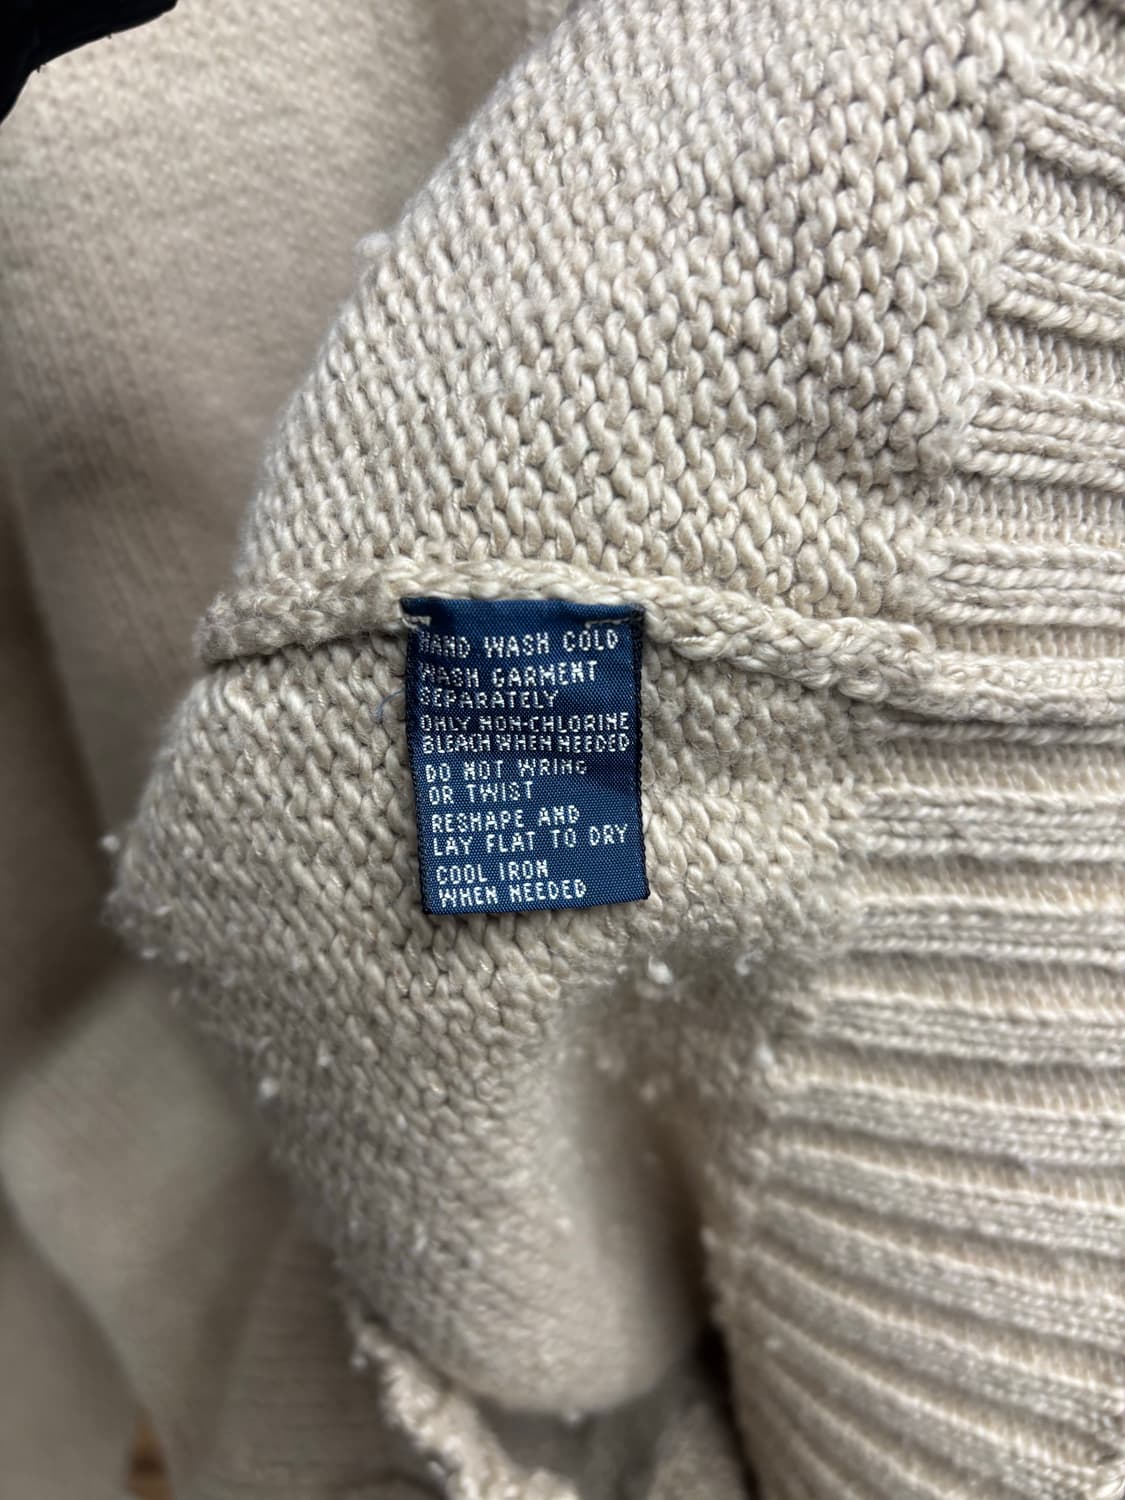 HAND WASH COLD
WASH GARMENT
SEPARATELY
ONLY NON-CHLORINE
BLEACH WHEN NEEDED
DO NOT WRING
OR TWIST
RESHAPE AND
LAY FLAT TO DRY
COOL IRON
WHEN NEEDED